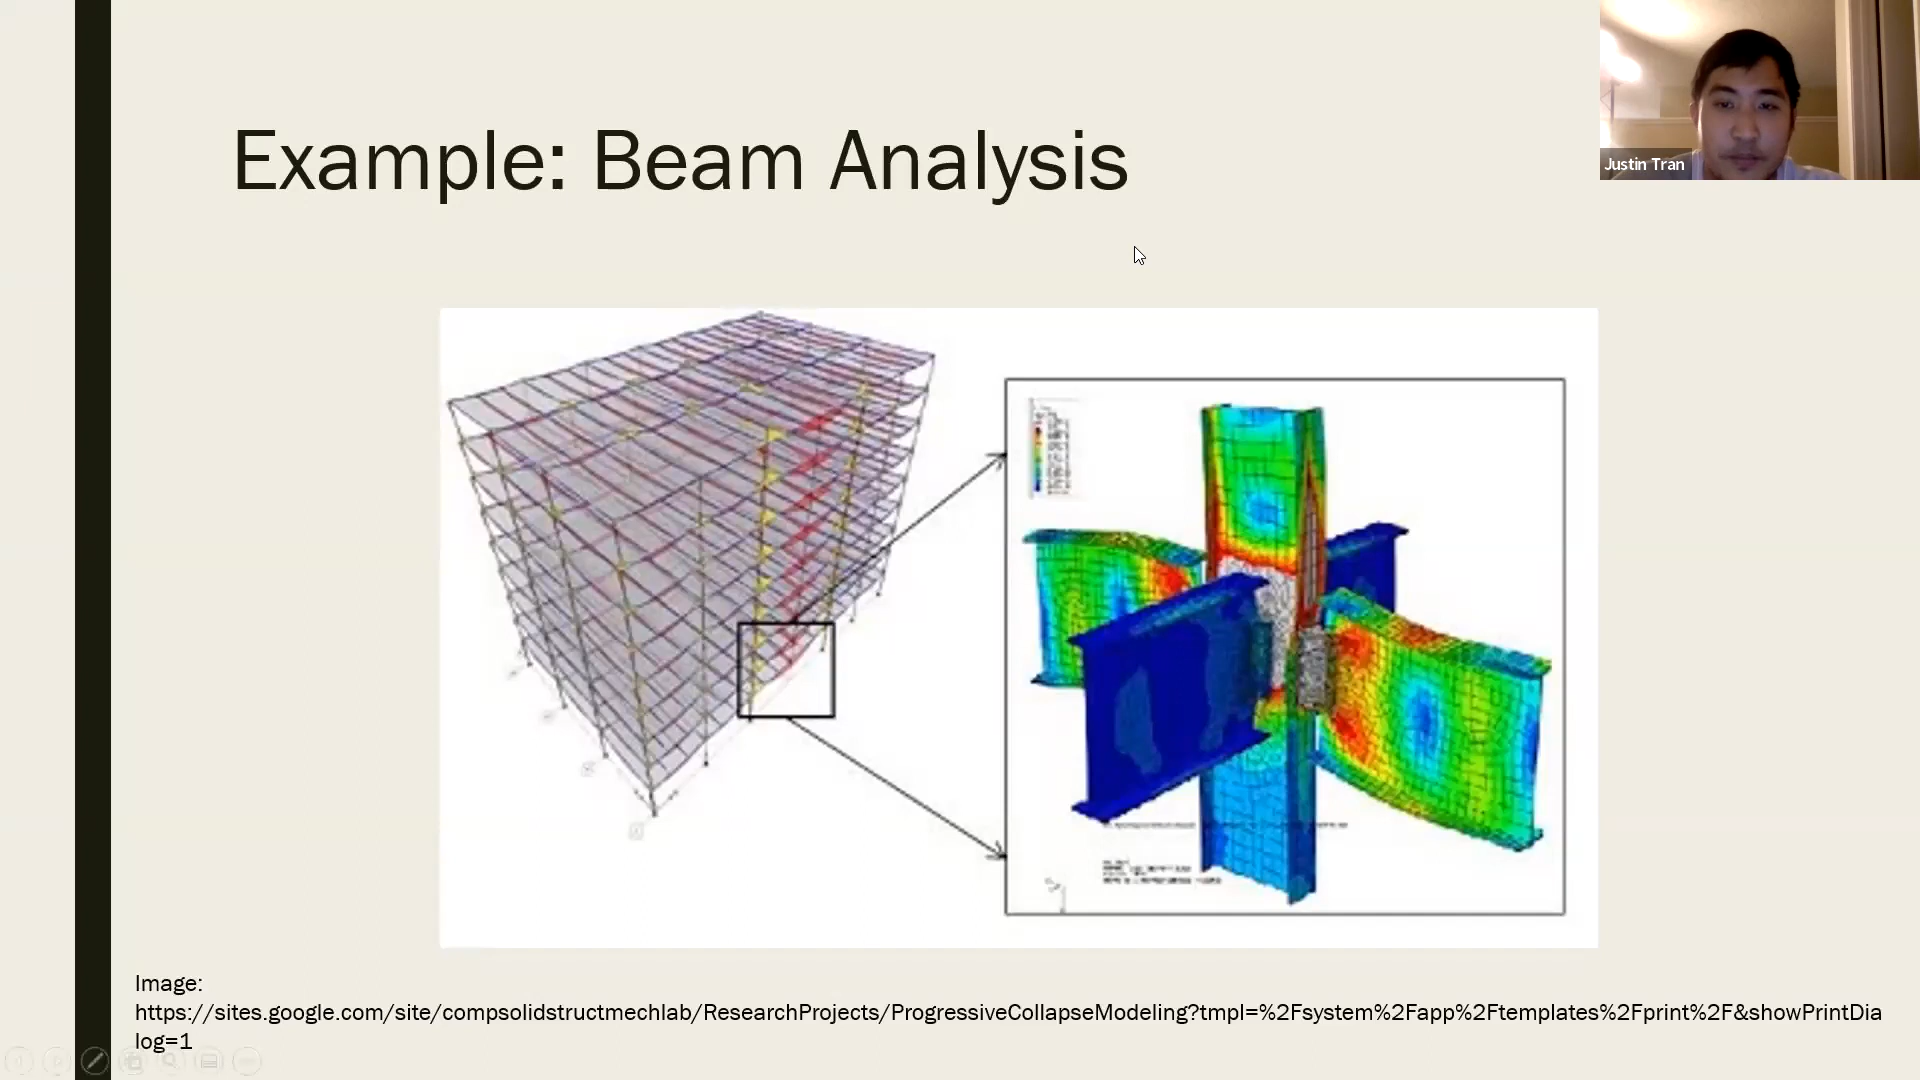 Example: Beam Analysis
Justin Tran
Image:
https://sites.google.com/site/compsolidstructmechlab/ResearchProjects/ProgressiveCollapseModeling?tmpl=%2Fsystem%2Fapp%2Ftemplates%2Fprint%2F&showPrintDia
log=1